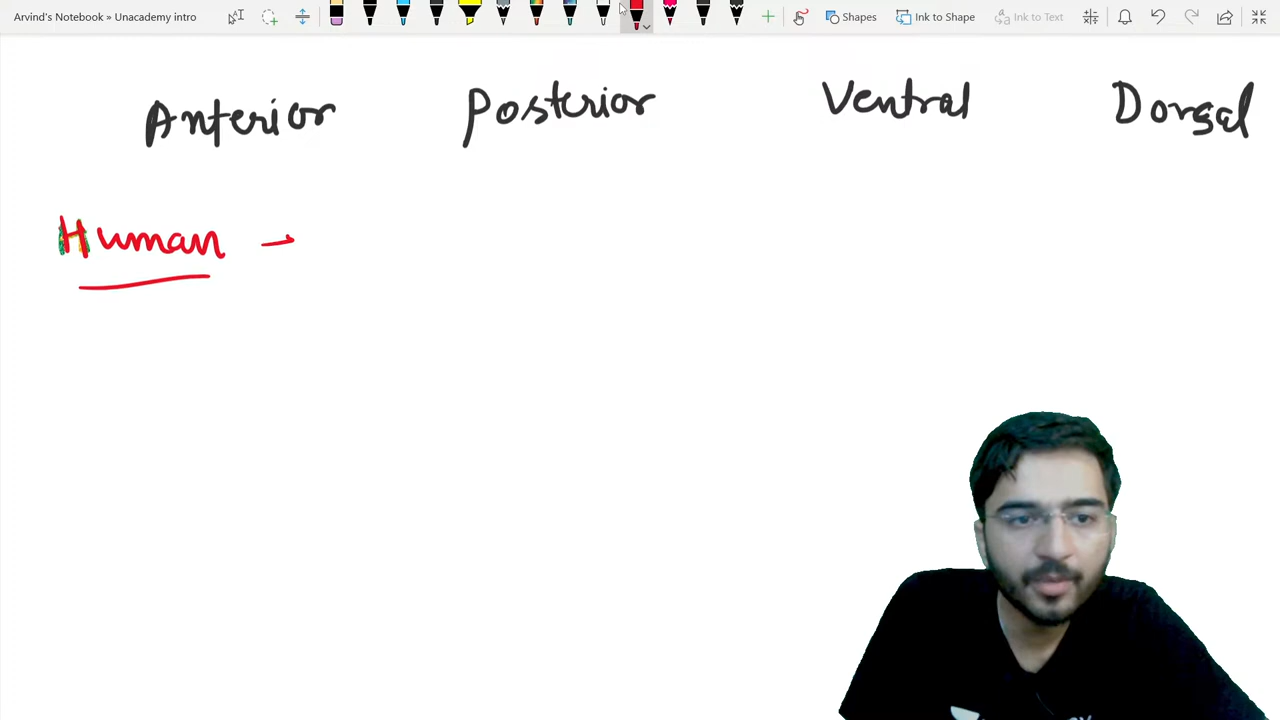 Arvind's Notebook » Unacademy intro
Shapes Ink to Shape Ink to Text
Anterior Posterior Ventral Dorsal
Human →